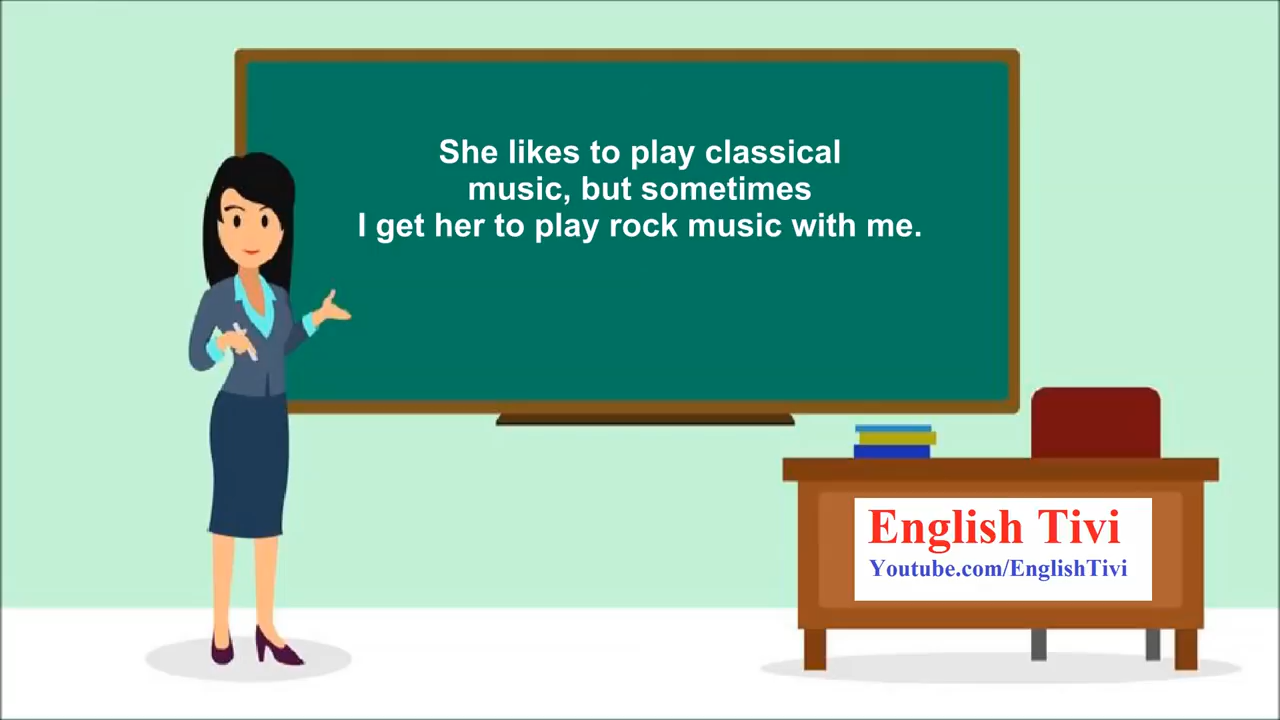 She likes to play classical
music, but sometimes
I get her to play rock music with me.
English Tivi
Youtube.com/EnglishTivi